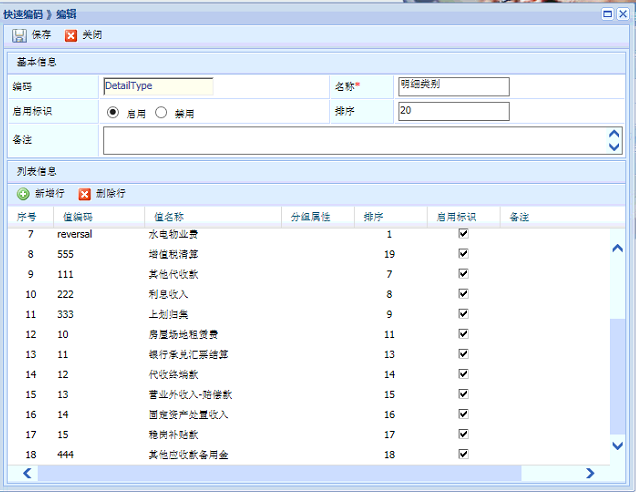 快速编码 》 编辑
保存 关闭
基本信息
编码 DetailType 名称* 明细类别
启用标识 启用 禁用 排序 20
备注
列表信息
新增行 删除行
序号 值编码 值名称 分组属性 排序 启用标识 备注
7 reversal 水电物业费 1
8 555 增值税清算 19
9 111 其他代收款 7
10 222 利息收入 8
11 333 上划归集 9
12 10 房屋场地租赁费 11
13 11 银行承兑汇票结算 13
14 12 代收终端款 14
15 13 营业外收入-赔偿款 15
16 14 固定资产处置收入 16
17 15 稳岗补贴款 17
18 444 其他应收款备用金 18